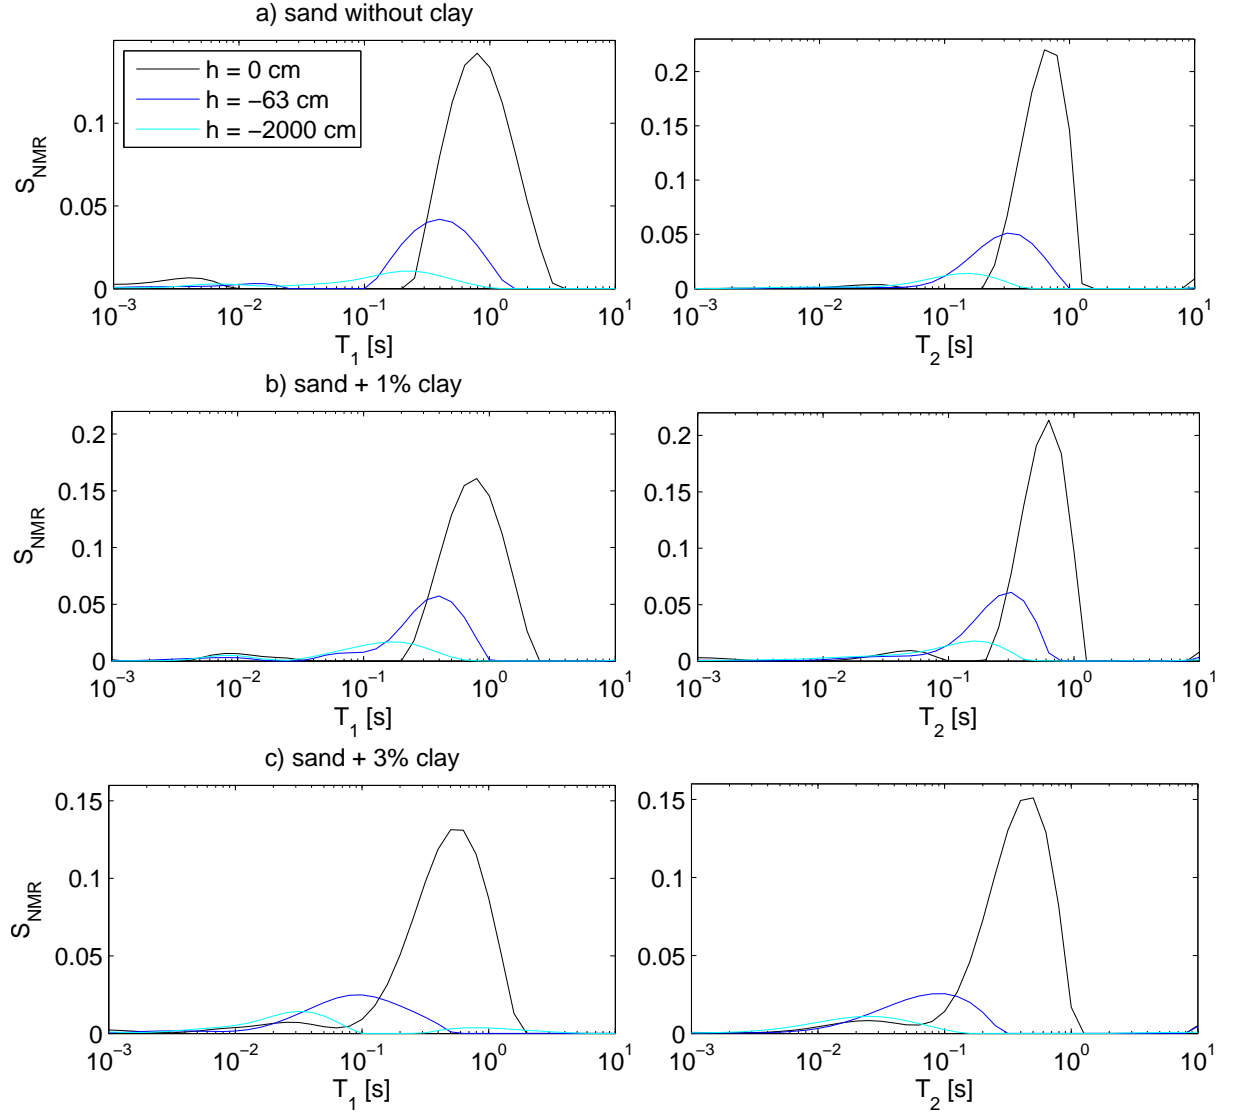 a) sand without clay
h = 0 cm
h = −63 cm
h = −2000 cm
S_NMR
0.1
0.05
0
10^−3 10^−2 10^−1 10^0 10^1
T_1 [s]
0.2
0.15
0.1
0.05
0
10^−3 10^−2 10^−1 10^0 10^1
T_2 [s]
b) sand + 1% clay
S_NMR
0.2
0.15
0.1
0.05
0
10^−3 10^−2 10^−1 10^0 10^1
T_1 [s]
0.2
0.15
0.1
0.05
0
10^−3 10^−2 10^−1 10^0 10^1
T_2 [s]
c) sand + 3% clay
S_NMR
0.15
0.1
0.05
0
10^−3 10^−2 10^−1 10^0 10^1
T_1 [s]
0.15
0.1
0.05
0
10^−3 10^−2 10^−1 10^0 10^1
T_2 [s]